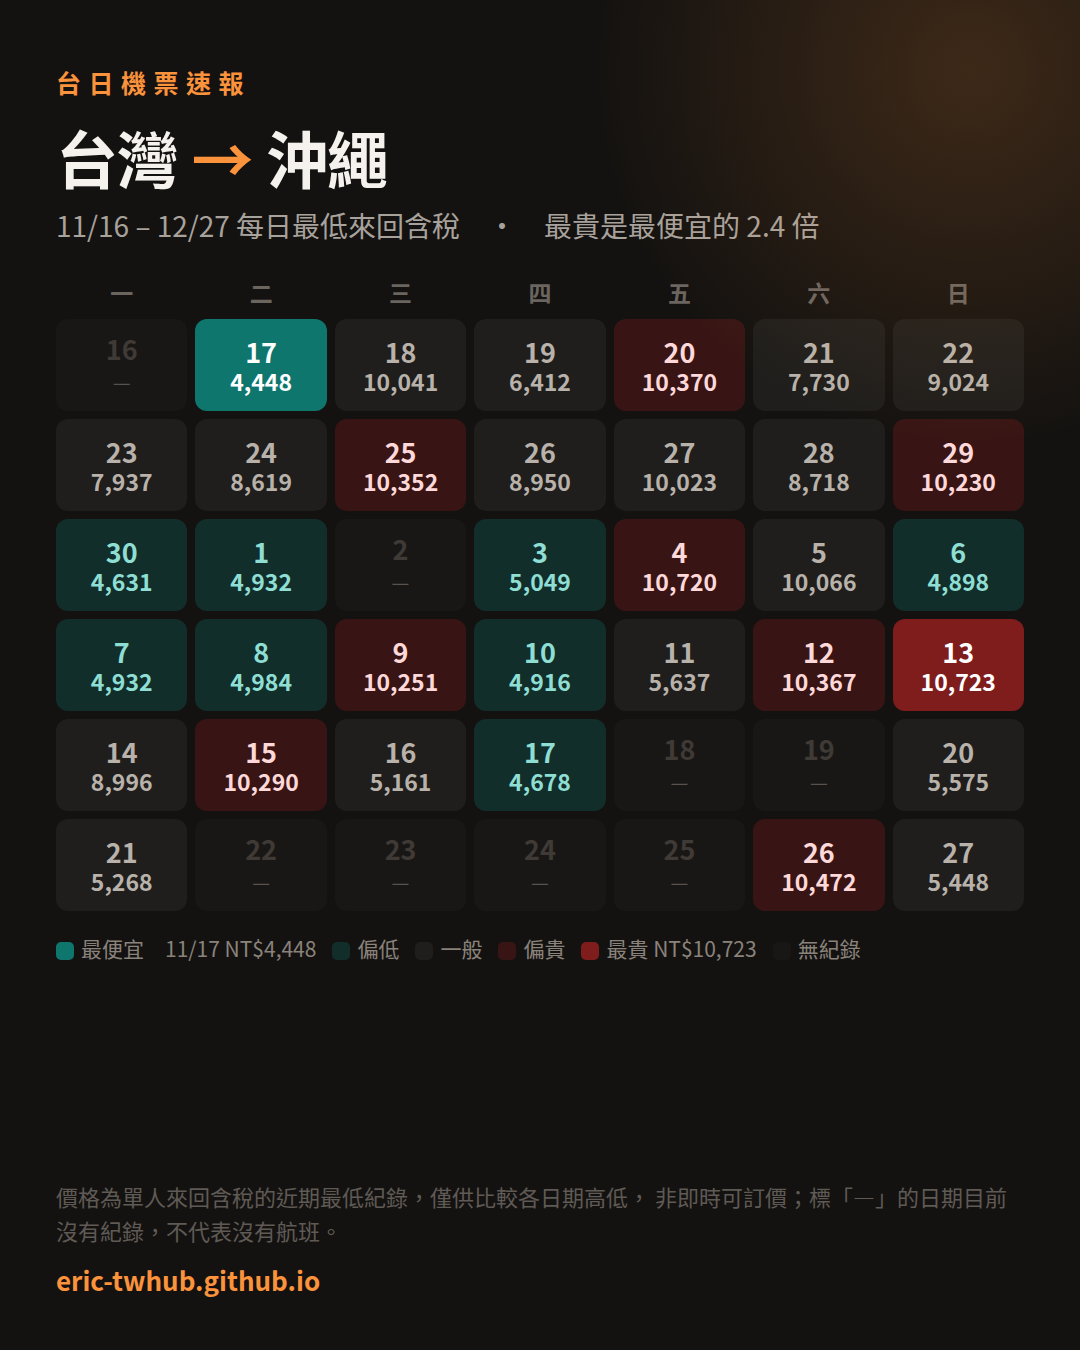 台日機票速報
台灣 → 沖繩
11/16 – 12/27 每日最低來回含稅 ・ 最貴是最便宜的 2.4 倍
一 二 三 四 五 六 日
16 17 18 19 20 21 22
— 4,448 10,041 6,412 10,370 7,730 9,024
23 24 25 26 27 28 29
7,937 8,619 10,352 8,950 10,023 8,718 10,230
30 1 2 3 4 5 6
4,631 4,932 — 5,049 10,720 10,066 4,898
7 8 9 10 11 12 13
4,932 4,984 10,251 4,916 5,637 10,367 10,723
14 15 16 17 18 19 20
8,996 10,290 5,161 4,678 — — 5,575
21 22 23 24 25 26 27
5,268 — — — — 10,472 5,448
最便宜 11/17 NT$4,448 偏低 一般 偏貴 最貴 NT$10,723 無紀錄
價格為單人來回含稅的近期最低紀錄，僅供比較各日期高低， 非即時可訂價；標「—」的日期目前
沒有紀錄，不代表沒有航班。
eric-twhub.github.io